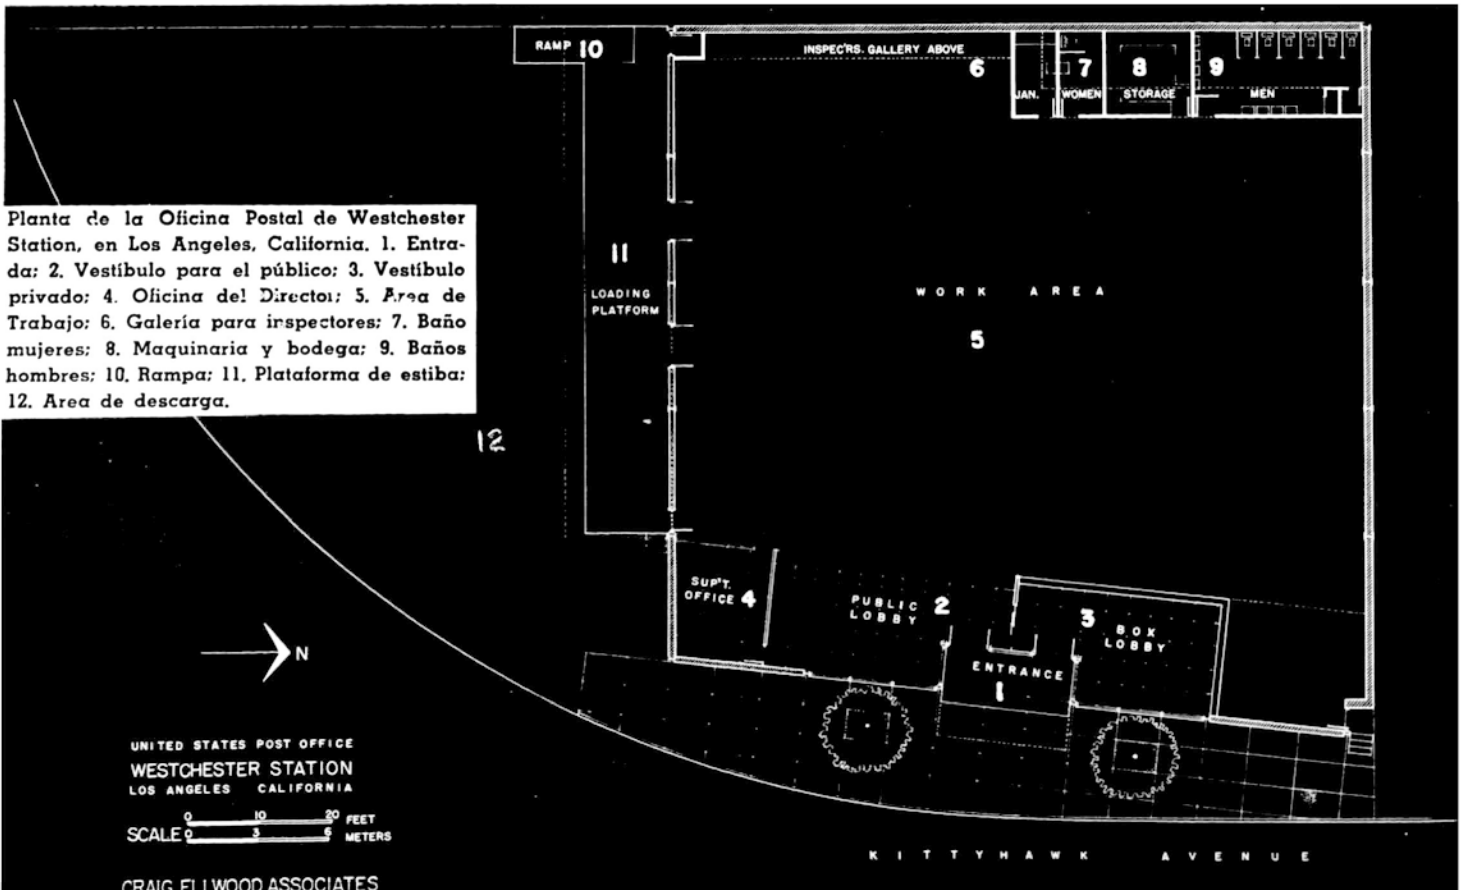 RAMP 10
INSPEC'RS. GALLERY ABOVE
6
7
8
9
JAN.
WOMEN
STORAGE
MEN
Planta de la Oficina Postal de Westchester
Station, en Los Angeles, California. 1. Entra-
da; 2. Vestíbulo para el público; 3. Vestíbulo
privado; 4. Oficina del Director; 5. Area de
Trabajo; 6. Galería para inspectores; 7. Baño
mujeres; 8. Maquinaria y bodega; 9. Baños
hombres; 10. Rampa; 11. Plataforma de estiba;
12. Area de descarga.
11
LOADING
PLATFORM
WORK AREA
5
12
SUP'T.
OFFICE 4
PUBLIC 2
LOBBY
3
BOX
LOBBY
ENTRANCE
1
N
UNITED STATES POST OFFICE
WESTCHESTER STATION
LOS ANGELES CALIFORNIA
0 10 20 FEET
SCALE 0 3 6 METERS
CRAIG ELLWOOD ASSOCIATES
KITTYHAWK AVENUE